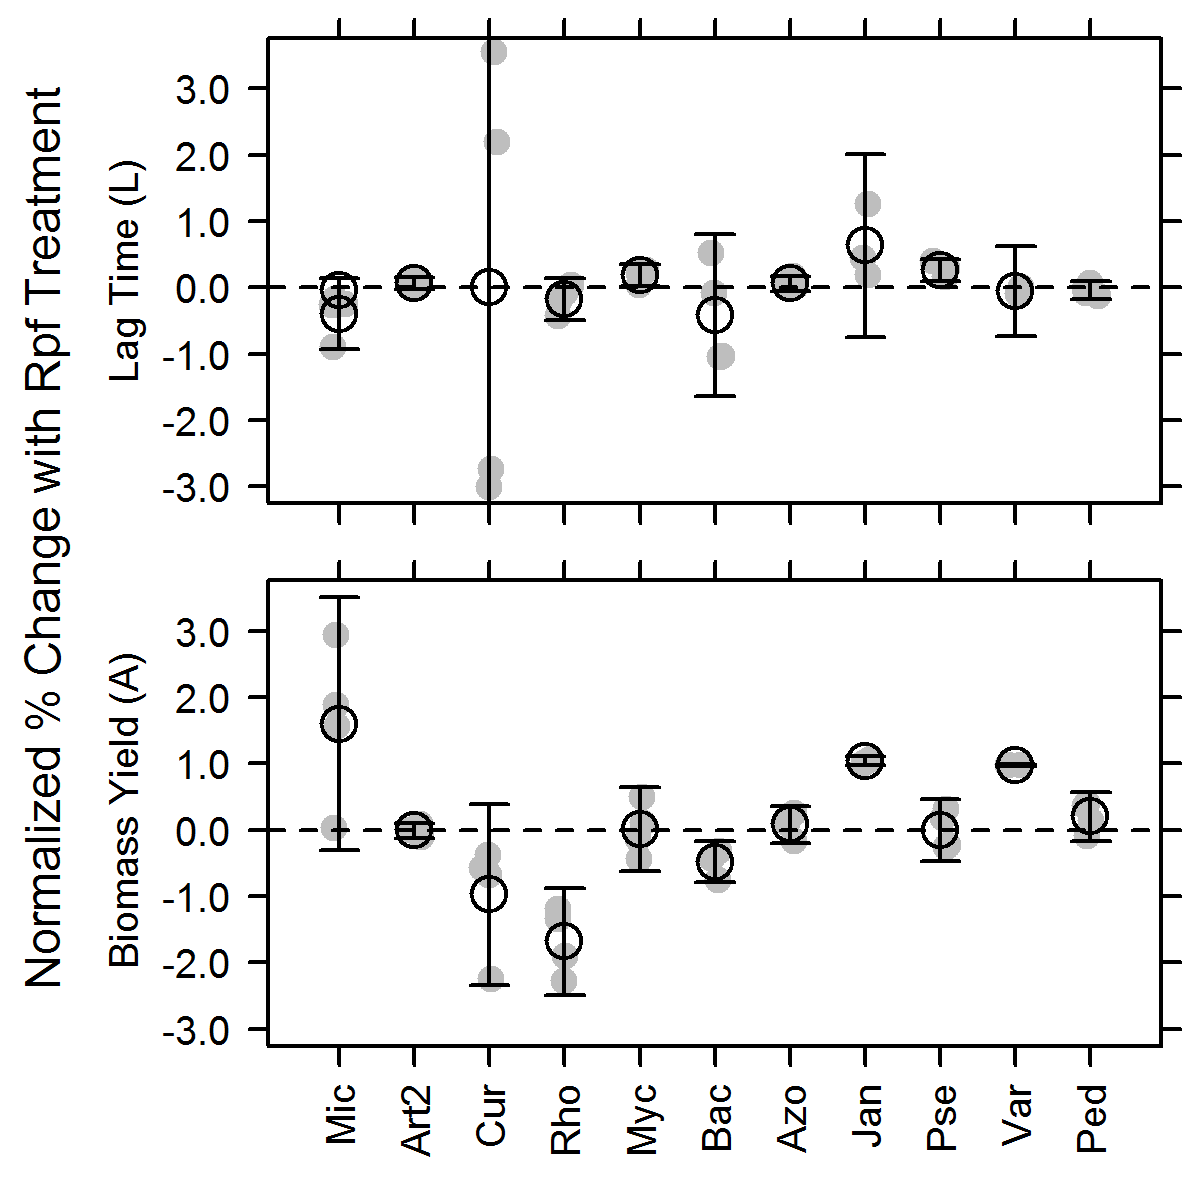 Normalized % Change with Rpf Treatment
Lag Time (L)
3.0
2.0
1.0
0.0
-1.0
-2.0
-3.0
Biomass Yield (A)
3.0
2.0
1.0
0.0
-1.0
-2.0
-3.0
Mic
Art2
Cur
Rho
Myc
Bac
Azo
Jan
Pse
Var
Ped